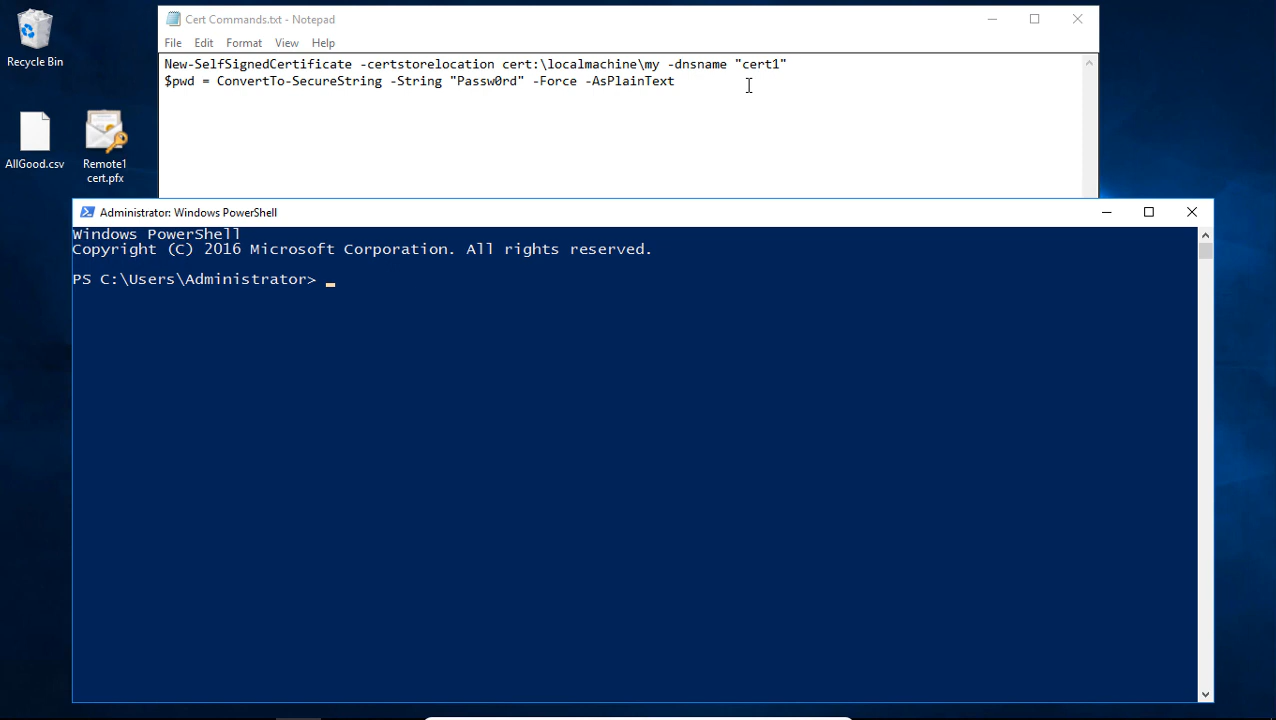 Cert Commands.txt - Notepad
File Edit Format View Help
New-SelfSignedCertificate -certstorelocation cert:\localmachine\my -dnsname "cert1"
$pwd = ConvertTo-SecureString -String "Passw0rd" -Force -AsPlainText
Recycle Bin
AllGood.csv
Remote1
cert.pfx
Administrator: Windows PowerShell
Windows PowerShell
Copyright (C) 2016 Microsoft Corporation. All rights reserved.
PS C:\Users\Administrator> _